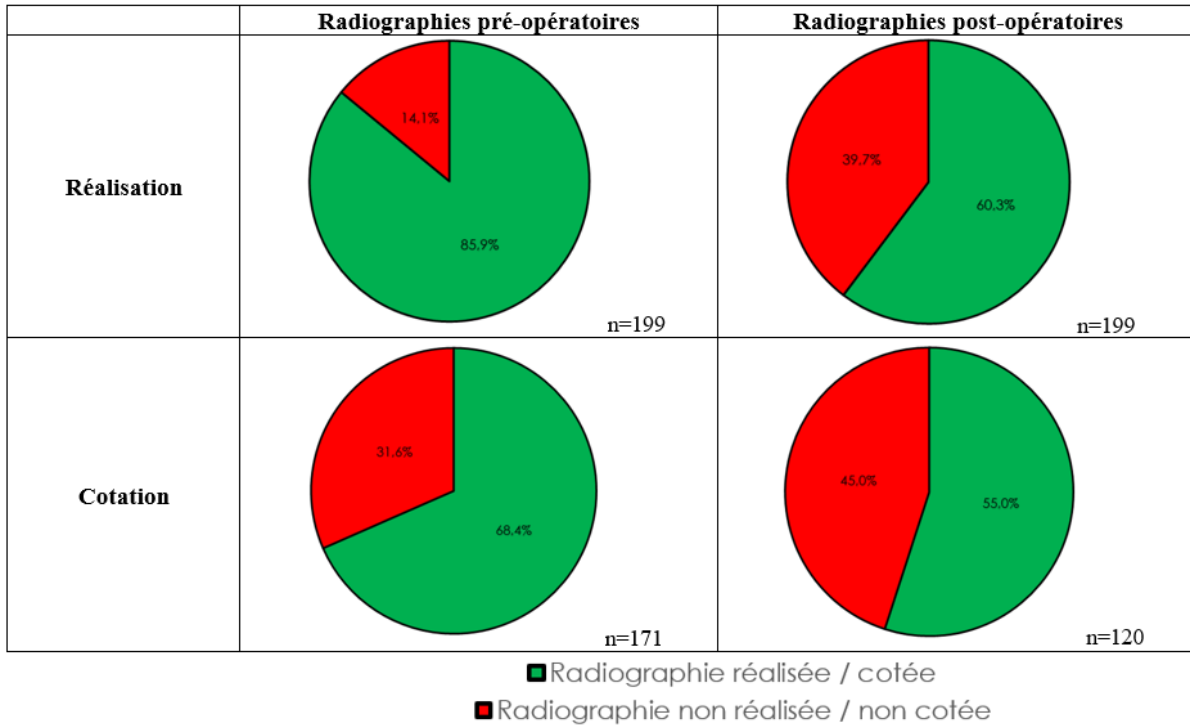 Radiographies pré-opératoires
Radiographies post-opératoires
Réalisation
14,1%
85,9%
n=199
39,7%
60,3%
n=199
Cotation
31,6%
68,4%
n=171
45,0%
55,0%
n=120
Radiographie réalisée / cotée
Radiographie non réalisée / non cotée